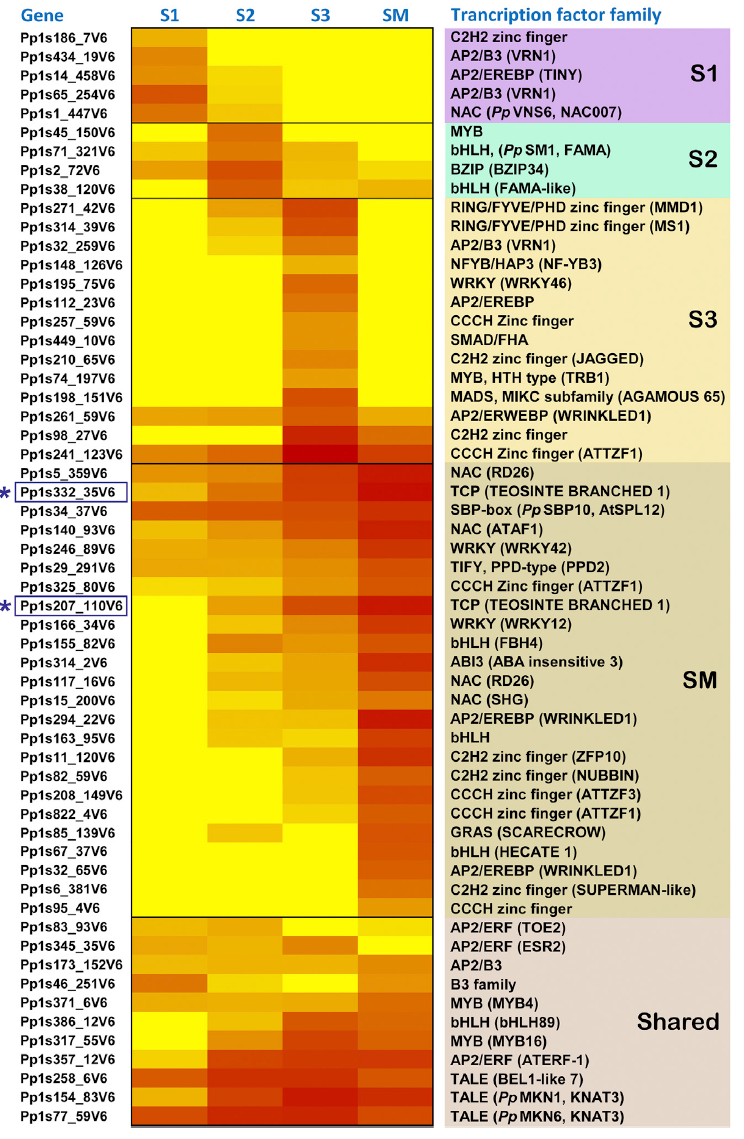 Gene S1 S2 S3 SM Trancription factor family
Pp1s186_7V6 C2H2 zinc finger
Pp1s434_19V6 AP2/B3 (VRN1)
Pp1s14_458V6 AP2/EREBP (TINY)
S1
Pp1s65_254V6 AP2/B3 (VRN1)
Pp1s1_447V6 NAC (PpVNS6, NAC007)
Pp1s45_150V6 MYB
Pp1s71_321V6 bHLH, (PpSM1, FAMA)
S2
Pp1s2_72V6 BZIP (BZIP34)
Pp1s38_120V6 bHLH (FAMA-like)
Pp1s271_42V6 RING/FYVE/PHD zinc finger (MMD1)
Pp1s314_39V6 RING/FYVE/PHD zinc finger (MS1)
Pp1s32_259V6 AP2/B3 (VRN1)
Pp1s148_126V6 NFYB/HAP3 (NF-YB3)
Pp1s195_75V6 WRKY (WRKY46)
Pp1s112_23V6 AP2/EREBP
Pp1s257_59V6 CCCH Zinc finger
S3
Pp1s449_10V6 SMAD/FHA
Pp1s210_65V6 C2H2 zinc finger (JAGGED)
Pp1s74_197V6 MYB, HTH type (TRB1)
Pp1s198_151V6 MADS, MIKC subfamily (AGAMOUS 65)
Pp1s261_59V6 AP2/ERWEBP (WRINKLED1)
Pp1s98_27V6 C2H2 zinc finger
Pp1s241_123V6 CCCH Zinc finger (ATTZF1)
Pp1s5_359V6 NAC (RD26)
* Pp1s332_35V6 TCP (TEOSINTE BRANCHED 1)
Pp1s34_37V6 SBP-box (PpSBP10, AtSPL12)
Pp1s140_93V6 NAC (ATAF1)
Pp1s246_89V6 WRKY (WRKY42)
Pp1s29_291V6 TIFY, PPD-type (PPD2)
Pp1s325_80V6 CCCH Zinc finger (ATTZF1)
* Pp1s207_110V6 TCP (TEOSINTE BRANCHED 1)
Pp1s166_34V6 WRKY (WRKY12)
Pp1s155_82V6 bHLH (FBH4)
Pp1s314_2V6 ABI3 (ABA insensitive 3)
Pp1s117_16V6 NAC (RD26)
SM
Pp1s15_200V6 NAC (SHG)
Pp1s294_22V6 AP2/EREBP (WRINKLED1)
Pp1s163_95V6 bHLH
Pp1s11_120V6 C2H2 zinc finger (ZFP10)
Pp1s82_59V6 C2H2 zinc finger (NUBBIN)
Pp1s208_149V6 CCCH zinc finger (ATTZF3)
Pp1s822_4V6 CCCH zinc finger (ATTZF1)
Pp1s85_139V6 GRAS (SCARECROW)
Pp1s67_37V6 bHLH (HECATE 1)
Pp1s32_65V6 AP2/EREBP (WRINKLED1)
Pp1s6_381V6 C2H2 zinc finger (SUPERMAN-like)
Pp1s95_4V6 CCCH zinc finger
Pp1s83_93V6 AP2/ERF (TOE2)
Pp1s345_35V6 AP2/ERF (ESR2)
Pp1s173_152V6 AP2/B3
Pp1s46_251V6 B3 family
Pp1s371_6V6 MYB (MYB4)
Pp1s386_12V6 bHLH (bHLH89)
Shared
Pp1s317_55V6 MYB (MYB16)
Pp1s357_12V6 AP2/ERF (ATERF-1)
Pp1s258_6V6 TALE (BEL1-like 7)
Pp1s154_83V6 TALE (PpMKN1, KNAT3)
Pp1s77_59V6 TALE (PpMKN6, KNAT3)